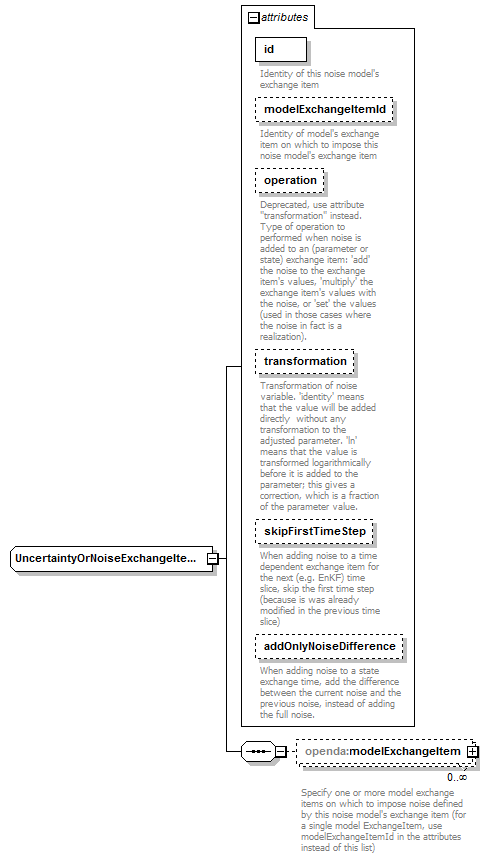 attributes
id
Identity of this noise model's
exchange item
modelExchangeItemId
Identity of model's exchange
item on which to impose this
noise model's exchange item
operation
Deprecated, use attribute
"transformation" instead.
Type of operation to
performed when noise is
added to an (parameter or
state) exchange item: 'add'
the noise to the exchange
item's values, 'multiply' the
exchange item's values with
the noise, or 'set' the values
(used in those cases where
the noise in fact is a
realization).
transformation
Transformation of noise
variable. 'identity' means
that the value will be added
directly  without any
transformation to the
adjusted parameter. 'ln'
means that the value is
transformed logarithmically
before it is added to the
parameter; this gives a
correction, which is a fraction
of the parameter value.
skipFirstTimeStep
When adding noise to a time
dependent exchange item for
the next (e.g. EnKF) time
slice, skip the first time step
(because is was already
modified in the previous time
slice)
UncertaintyOrNoiseExchangeIte...
addOnlyNoiseDifference
When adding noise to a state
exchange time, add the difference
between the current noise and the
previous noise, instead of adding
the full noise.
openda:modelExchangeItem
0..∞
Specify one or more model exchange
items on which to impose noise defined
by this noise model's exchange item (for
a single model ExchangeItem, use
modelExchangeItemId in the attributes
instead of this list)